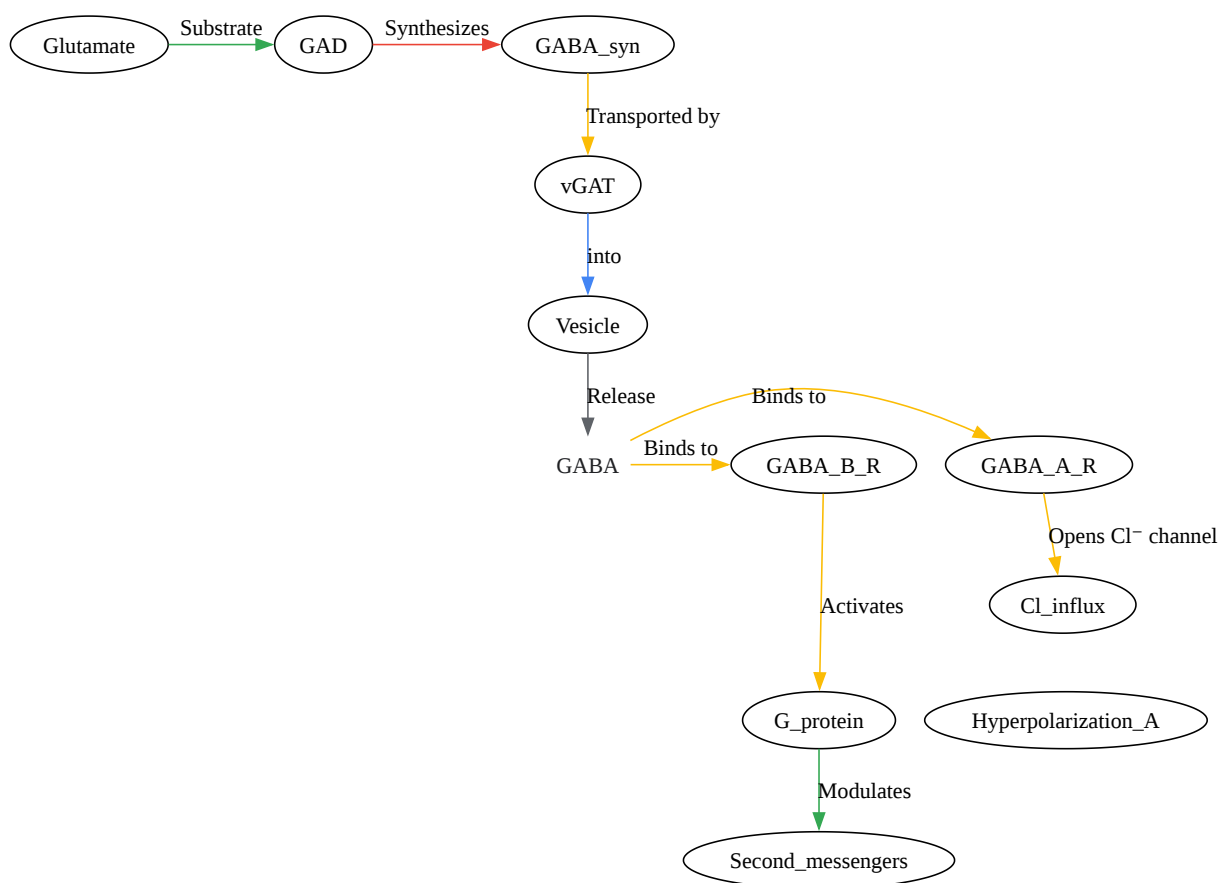 Glutamate
Substrate
GAD
Synthesizes
GABA_syn
Transported by
vGAT
into
Vesicle
Release
Binds to
Binds to
GABA
GABA_B_R
GABA_A_R
Opens Cl⁻ channel
Cl_influx
Activates
G_protein
Hyperpolarization_A
Modulates
Second_messengers